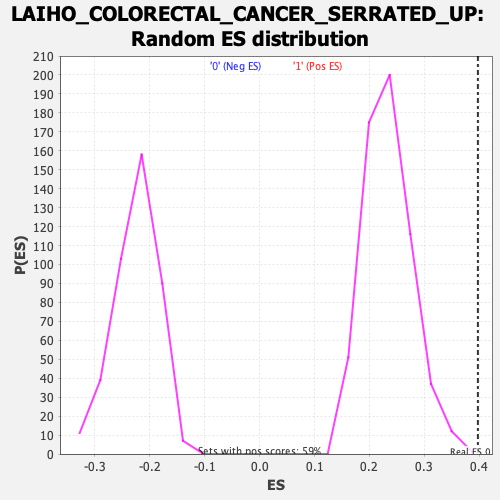 LAIHO_COLORECTAL_CANCER_SERRATED_UP:
Random ES distribution
'0' (Neg ES) '1' (Pos ES)
P(ES)
210
200
190
180
170
160
150
140
130
120
110
100
90
80
70
60
50
40
30
20
10
0
Sets with pos scores: 59%
Real ES 0
-0.3 -0.2 -0.1 0.0 0.1 0.2 0.3 0.4
ES